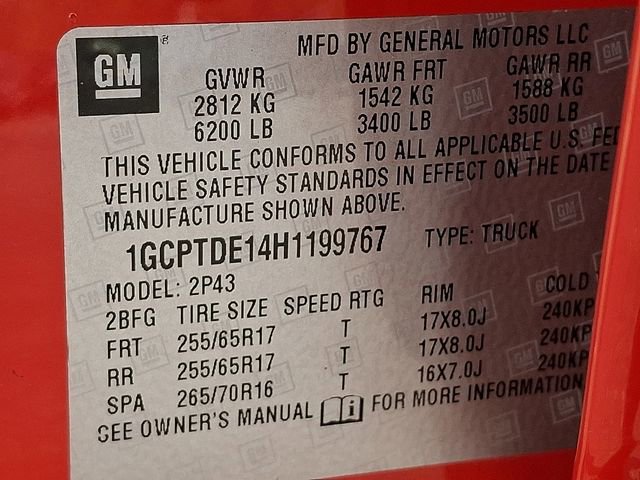 GM
MFD BY GENERAL MOTORS LLC
GVWR GAWR FRT GAWR RR
2812 KG 1542 KG 1588 KG
6200 LB 3400 LB 3500 LB
THIS VEHICLE CONFORMS TO ALL APPLICABLE U.S. FE
VEHICLE SAFETY STANDARDS IN EFFECT ON THE DATE
MANUFACTURE SHOWN ABOVE.
1GCPTDE14H1199767 TYPE: TRUCK
MODEL: 2P43
2BFG TIRE SIZE SPEED RTG RIM COLD
FRT 255/65R17 T 17X8.0J 240KP
RR 255/65R17 T 17X8.0J 240KP
SPA 265/70R16 T 16X7.0J 240KP
SEE OWNER'S MANUAL FOR MORE INFORMATION